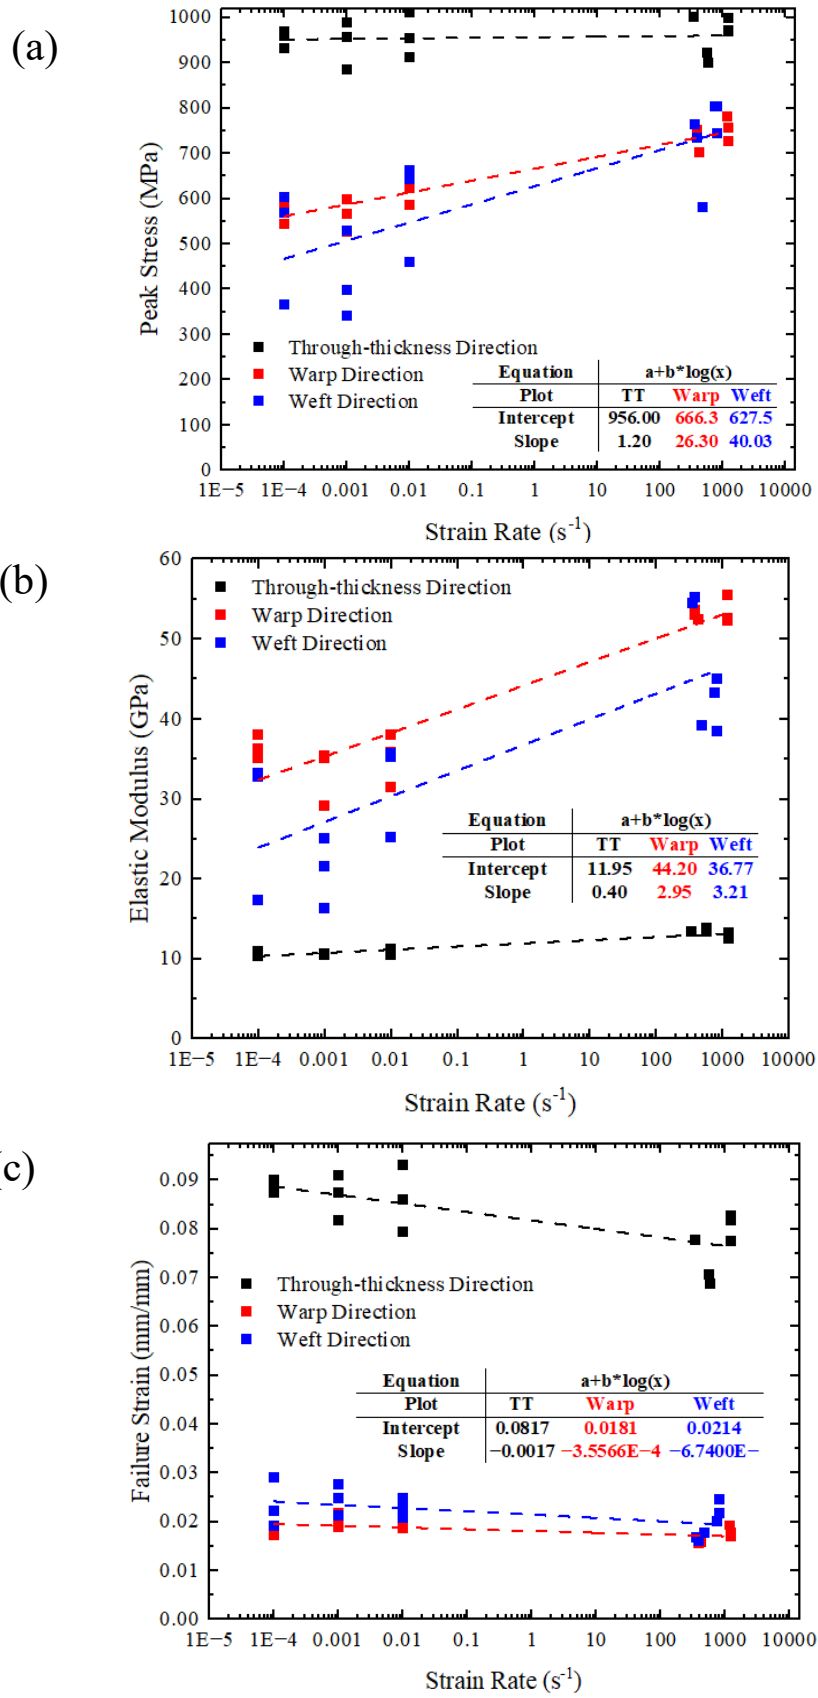 (a)
1000
900
800
700
600
500
400
300
200
100
0
Peak Stress (MPa)
Through-thickness Direction
Warp Direction
Weft Direction
Equation a+b*log(x)
Plot TT Warp Weft
Intercept 956.00 666.3 627.5
Slope 1.20 26.30 40.03
1E−5 1E−4 0.001 0.01 0.1 1 10 100 1000 10000
Strain Rate (s⁻¹)
(b)
60
50
40
30
20
10
0
Elastic Modulus (GPa)
Through-thickness Direction
Warp Direction
Weft Direction
Equation a+b*log(x)
Plot TT Warp Weft
Intercept 11.95 44.20 36.77
Slope 0.40 2.95 3.21
1E−5 1E−4 0.001 0.01 0.1 1 10 100 1000 10000
Strain Rate (s⁻¹)
(c)
0.09
0.08
0.07
0.06
0.05
0.04
0.03
0.02
0.01
0.00
Failure Strain (mm/mm)
Through-thickness Direction
Warp Direction
Weft Direction
Equation a+b*log(x)
Plot TT Warp Weft
Intercept 0.0817 0.0181 0.0214
Slope −0.0017 −3.5566E−4 −6.7400E−
1E−5 1E−4 0.001 0.01 0.1 1 10 100 1000 10000
Strain Rate (s⁻¹)